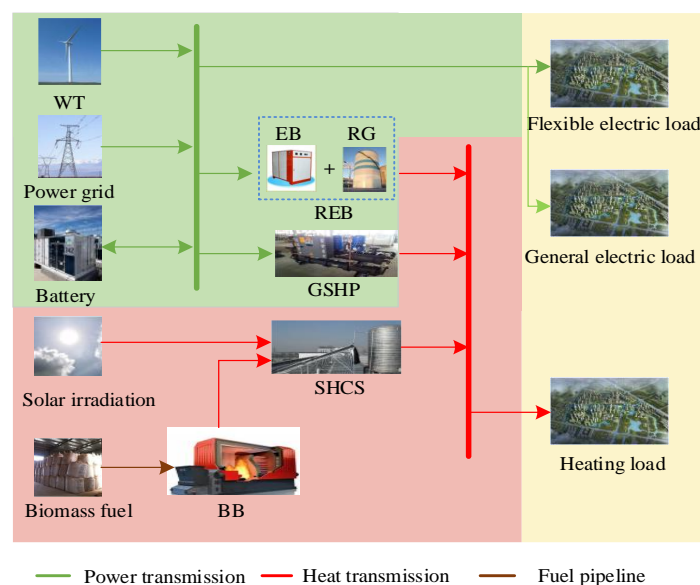 WT
EB
RG
+
Flexible electric load
Power grid
REB
Battery
GSHP
General electric load
Solar irradiation
SHCS
Biomass fuel
BB
Heating load
Power transmission
Heat transmission
Fuel pipeline